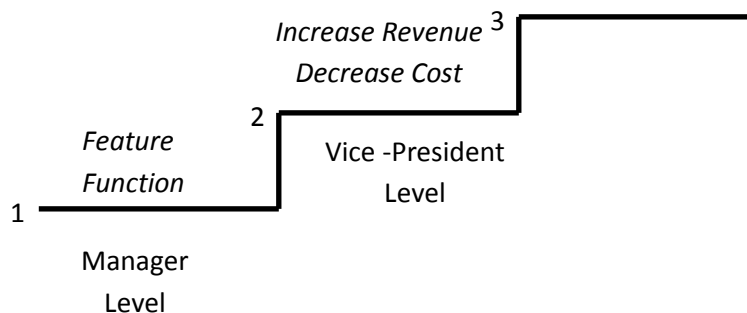 Increase Revenue
Decrease Cost
3
2
Feature
Function
Vice -President
Level
1
Manager
Level